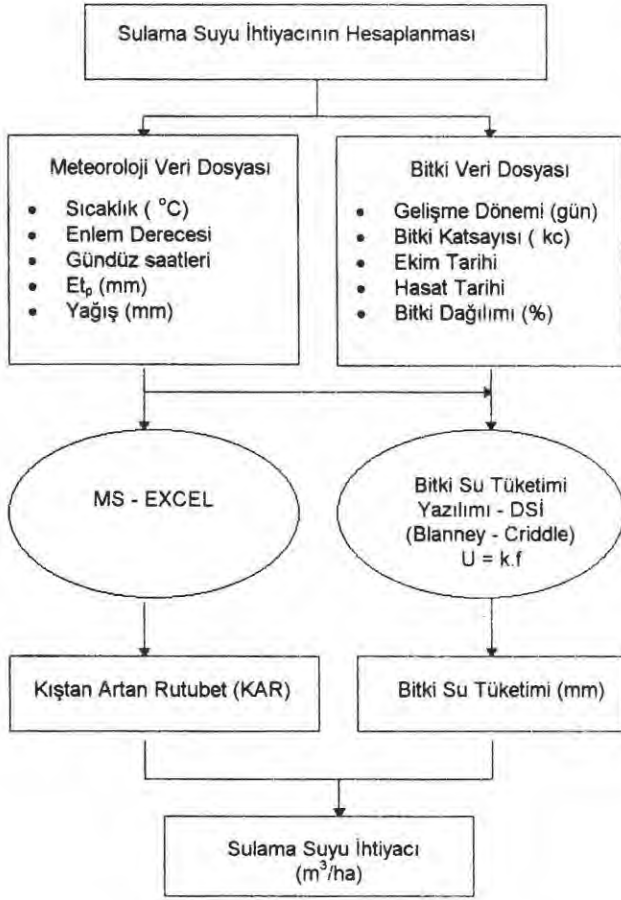 Sulama Suyu İhtiyacının Hesaplanması
Meteoroloji Veri Dosyası
• Sıcaklık ( °C)
• Enlem Derecesi
• Gündüz saatleri
• Etp (mm)
• Yağış (mm)
Bitki Veri Dosyası
• Gelişme Dönemi (gün)
• Bitki Katsayısı ( kc)
• Ekim Tarihi
• Hasat Tarihi
• Bitki Dağılımı (%)
MS - EXCEL
Bitki Su Tüketimi
Yazılımı - DSİ
(Blanney - Criddle)
U = k.f
Kıştan Artan Rutubet (KAR)
Bitki Su Tüketimi (mm)
Sulama Suyu İhtiyacı
(m³/ha)